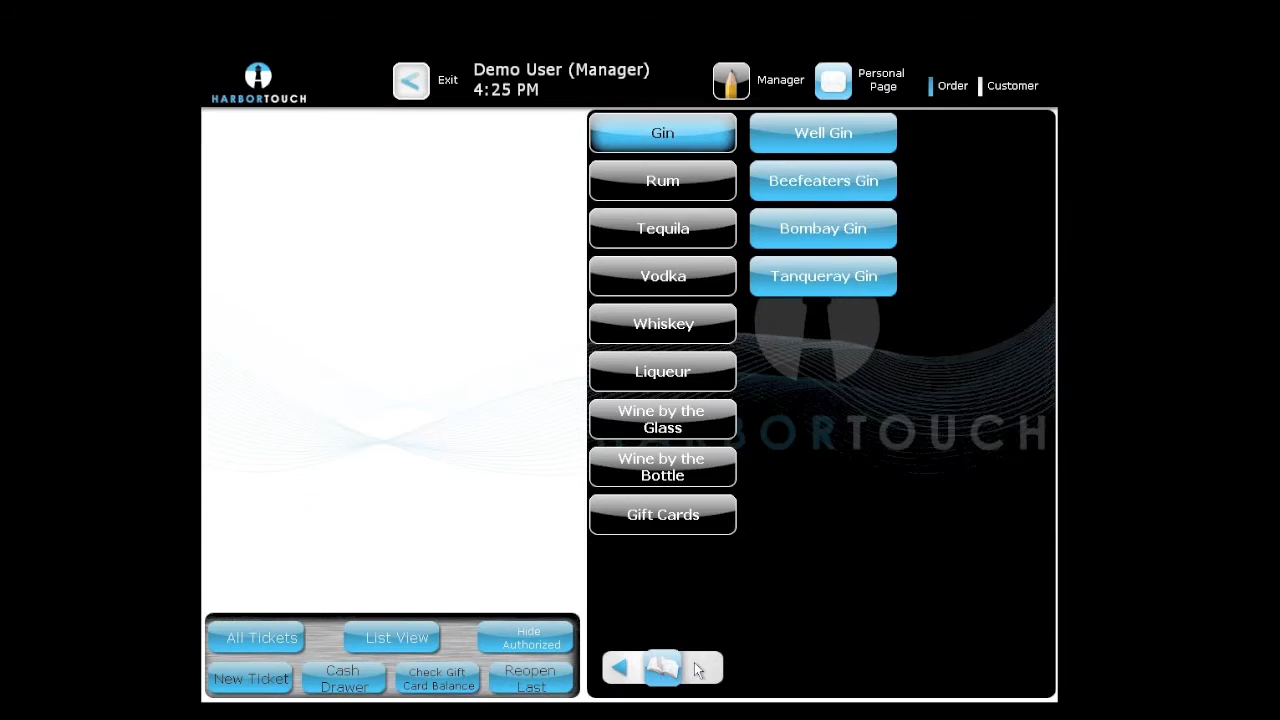 HARBORTOUCH
Exit
Demo User (Manager)
4:25 PM
Manager
Personal
Page
Order
Customer
Gin
Well Gin
Rum
Beefeaters Gin
Tequila
Bombay Gin
Vodka
Tanqueray Gin
Whiskey
Liqueur
Wine by the
Glass
HARBORTOUCH
Wine by the
Bottle
Gift Cards
All Tickets
List View
Hide
Authorized
New Ticket
Cash
Drawer
Check Gift
Card Balance
Reopen
Last